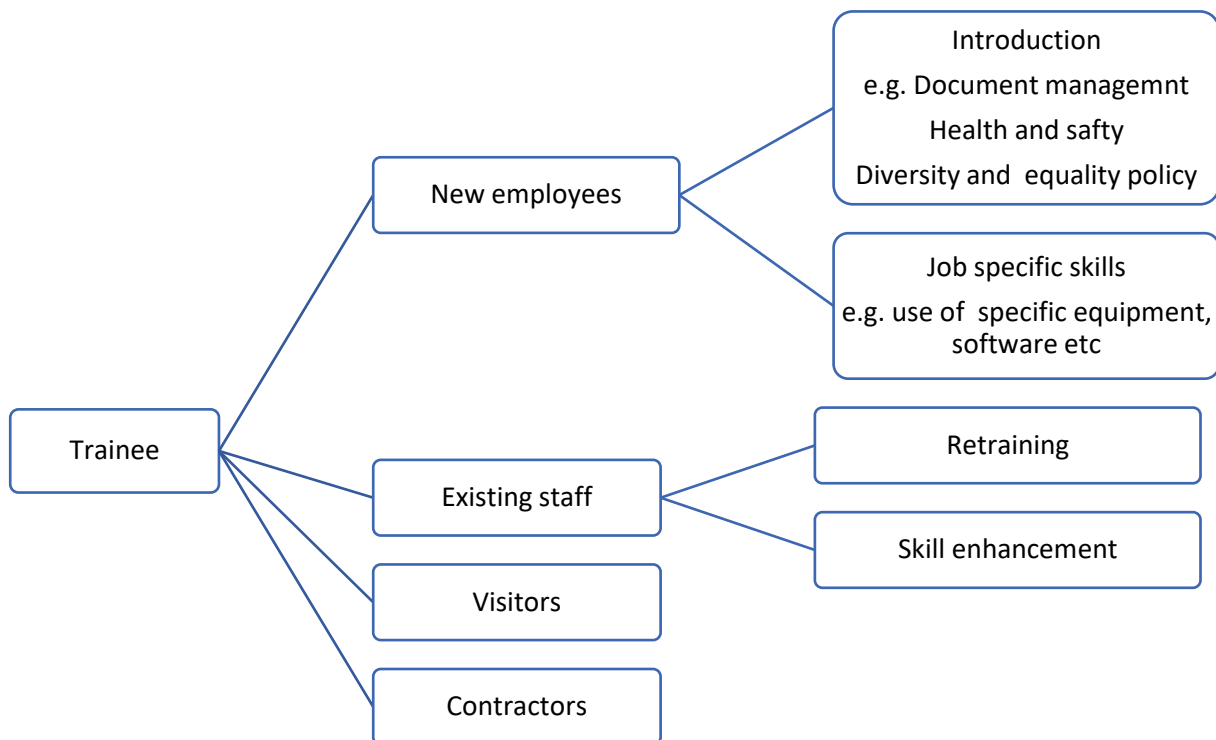 Trainee
New employees
Introduction
e.g. Document managemnt
Health and safty
Diversity and  equality policy
Job specific skills
e.g. use of  specific equipment,
software etc
Existing staff
Retraining
Skill enhancement
Visitors
Contractors